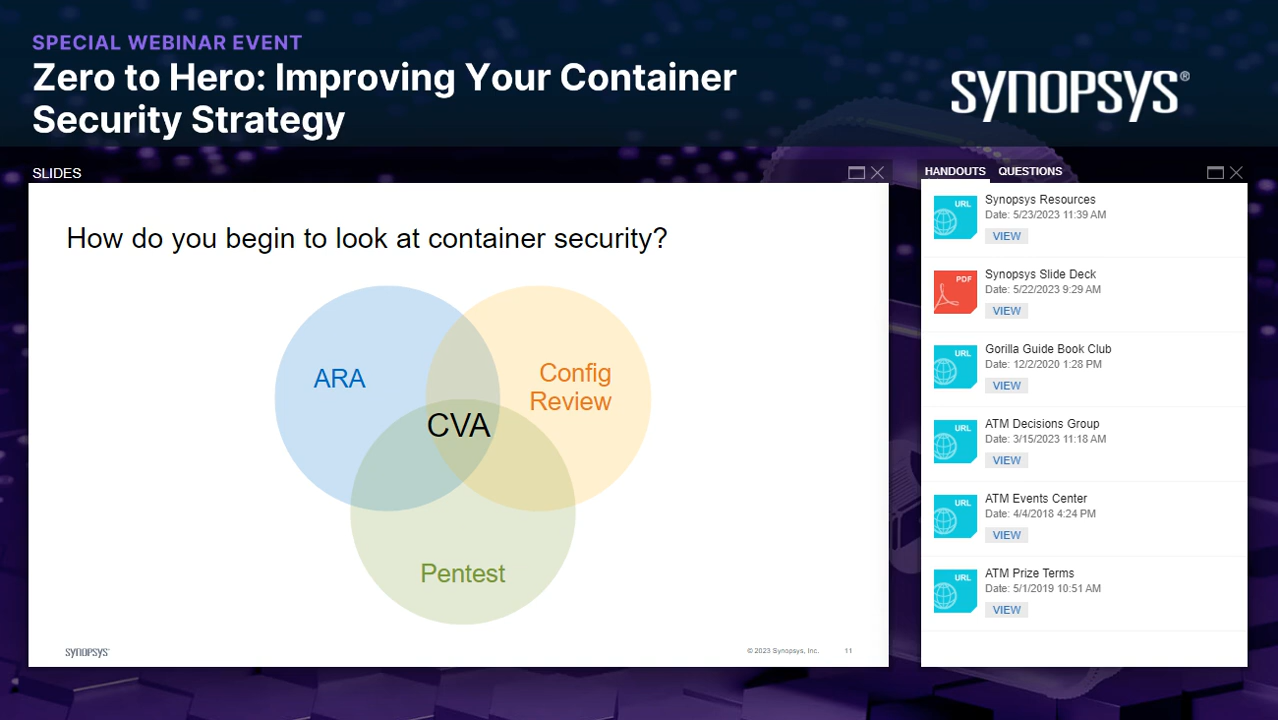 SPECIAL WEBINAR EVENT
Zero to Hero: Improving Your Container
Security Strategy
SYNOPSYS®
SLIDES
How do you begin to look at container security?
ARA
Config
Review
CVA
Pentest
SYNOPSYS®
© 2023 Synopsys, Inc.
11
HANDOUTS
QUESTIONS
URL
Synopsys Resources
Date: 5/23/2023 11:39 AM
VIEW
PDF
Synopsys Slide Deck
Date: 5/22/2023 9:29 AM
VIEW
URL
Gorilla Guide Book Club
Date: 12/2/2020 1:28 PM
VIEW
URL
ATM Decisions Group
Date: 3/15/2023 11:18 AM
VIEW
URL
ATM Events Center
Date: 4/4/2018 4:24 PM
VIEW
URL
ATM Prize Terms
Date: 5/1/2019 10:51 AM
VIEW